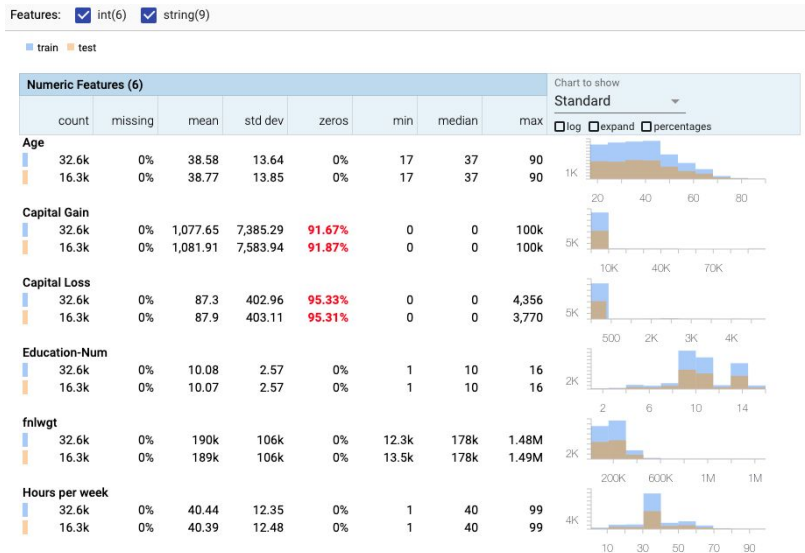 Features: int(6) string(9)
train test
Numeric Features (6) Chart to show
Standard
count missing mean std dev zeros min median max
log expand percentages
Age
32.6k 0% 38.58 13.64 0% 17 37 90
16.3k 0% 38.77 13.85 0% 17 37 90
1K
20 40 60 80
Capital Gain
32.6k 0% 1,077.65 7,385.29 91.67% 0 0 100k
16.3k 0% 1,081.91 7,583.94 91.87% 0 0 100k
5K
10K 40K 70K
Capital Loss
32.6k 0% 87.3 402.96 95.33% 0 0 4,356
16.3k 0% 87.9 403.11 95.31% 0 0 3,770
5K
500 2K 3K 4K
Education-Num
32.6k 0% 10.08 2.57 0% 1 10 16
16.3k 0% 10.07 2.57 0% 1 10 16
2K
2 6 10 14
fnlwgt
32.6k 0% 190k 106k 0% 12.3k 178k 1.48M
16.3k 0% 189k 106k 0% 13.5k 178k 1.49M
2K
200K 600K 1M 1M
Hours per week
32.6k 0% 40.44 12.35 0% 1 40 99
16.3k 0% 40.39 12.48 0% 1 40 99
4K
10 30 50 70 90